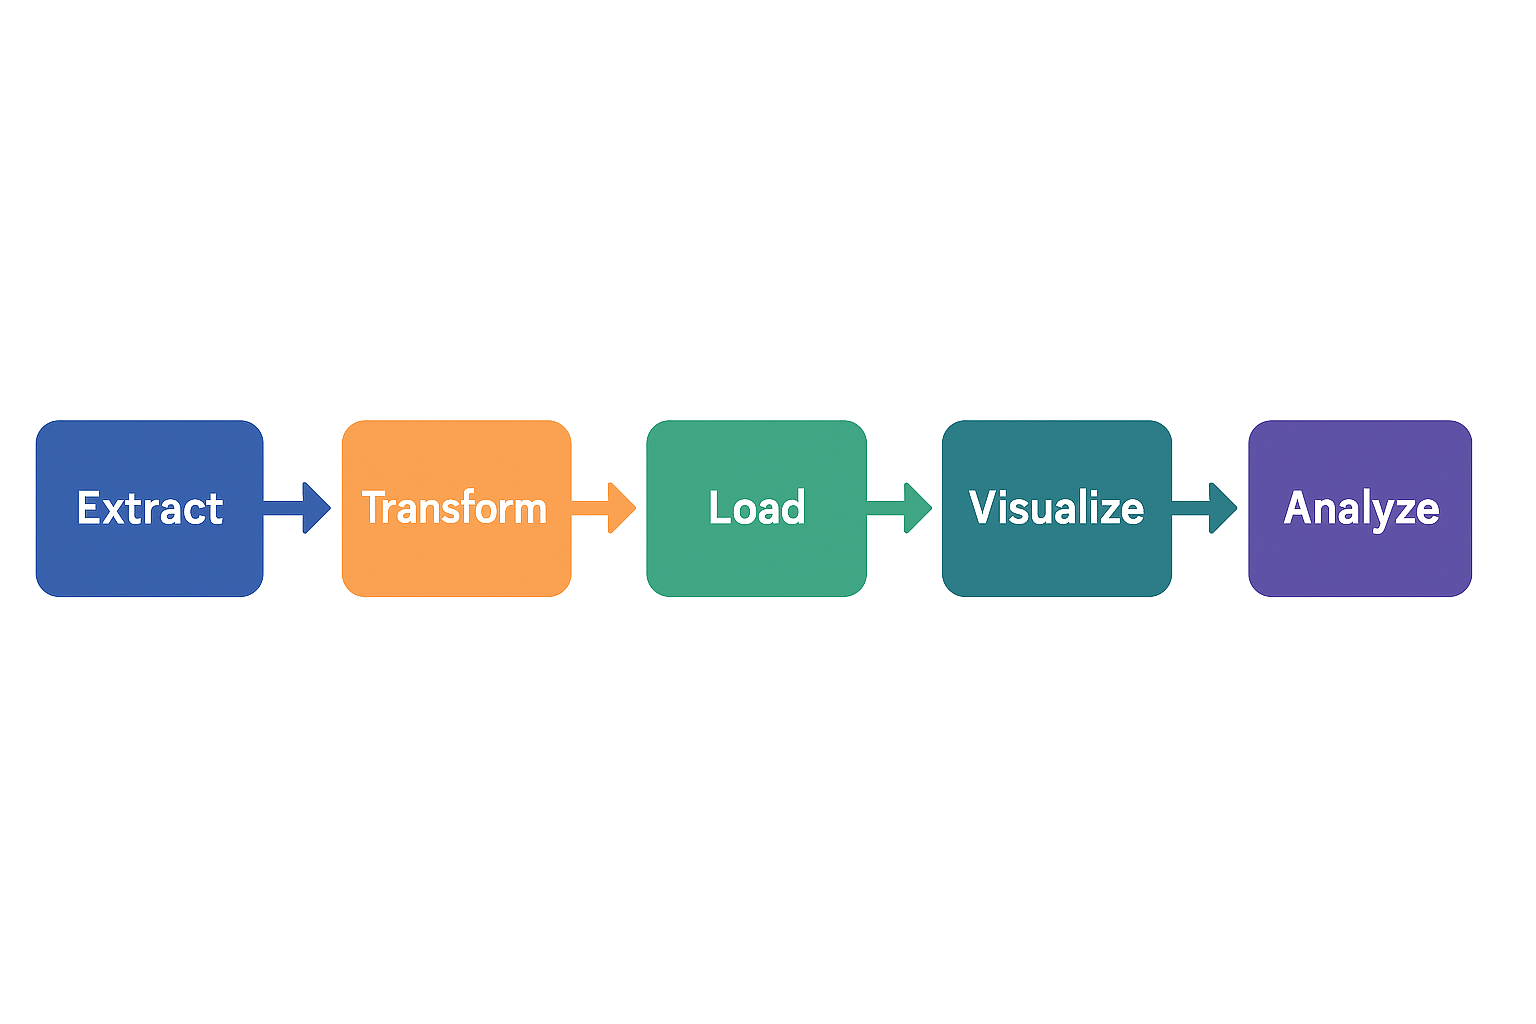 Extract
Transform
Load
Visualize
Analyze